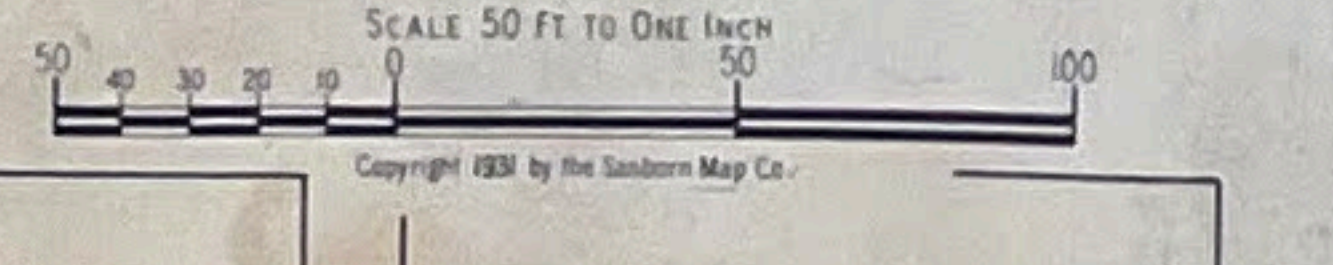 SCALE 50 FT TO ONE INCH
50 40 30 20 10 0 50 100
Copyright 1931 by the Sanborn Map Co.